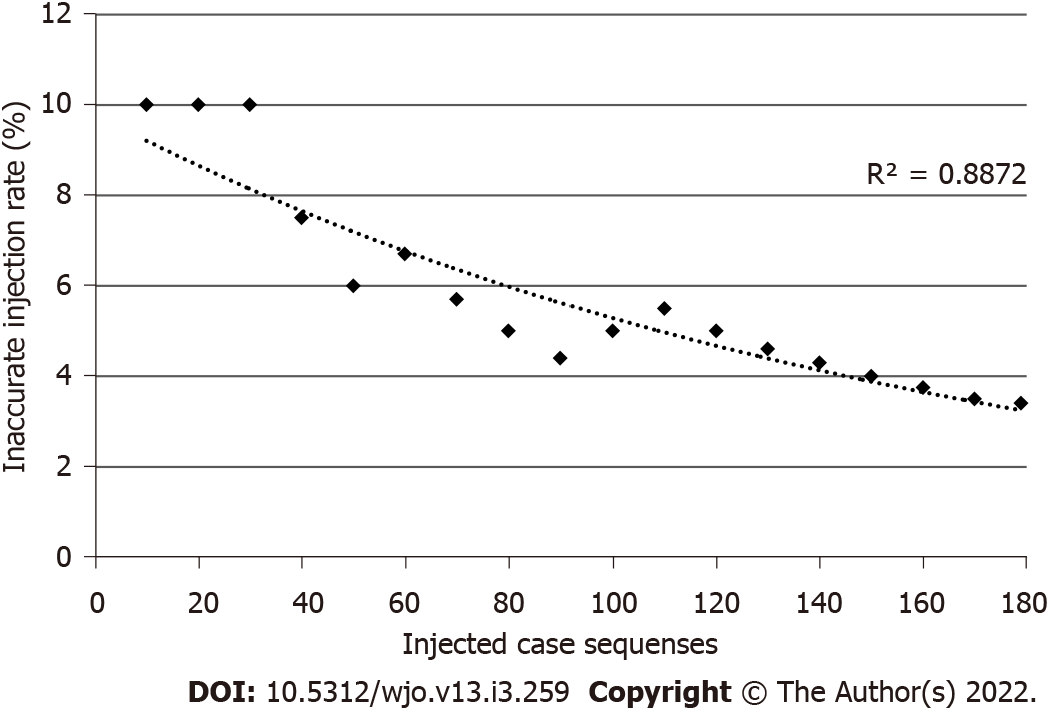 12
10
8
6
4
2
0
Inaccurate injection rate (%)
R² = 0.8872
0 20 40 60 80 100 120 140 160 180
Injected case sequenses
DOI: 10.5312/wjo.v13.i3.259 Copyright © The Author(s) 2022.